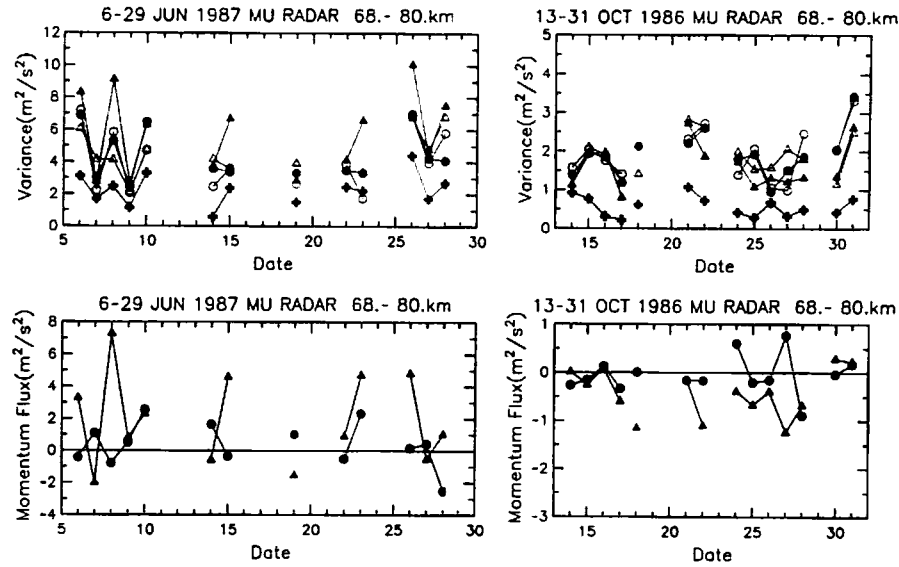 6-29 JUN 1987 MU RADAR 68.- 80.km
Variance(m²/s²)
12
10
8
6
4
2
0
5 10 15 20 25 30
Date
13-31 OCT 1986 MU RADAR 68.- 80.km
Variance(m²/s²)
5
4
3
2
1
0
15 20 25 30
Date
6-29 JUN 1987 MU RADAR 68.- 80.km
Momentum Flux(m²/s²)
8
6
4
2
0
-2
-4
5 10 15 20 25 30
Date
13-31 OCT 1986 MU RADAR 68.- 80.km
Momentum Flux(m²/s²)
1
0
-1
-2
-3
15 20 25 30
Date